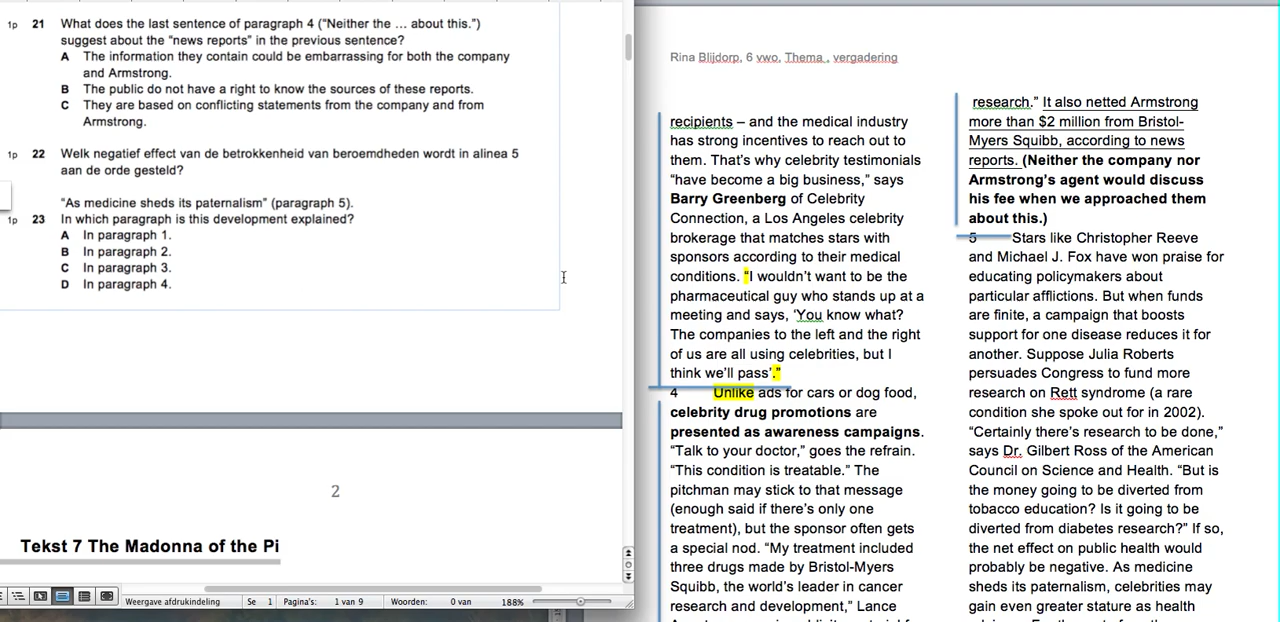 1p 21 What does the last sentence of paragraph 4 (“Neither the ... about this.”)
suggest about the “news reports” in the previous sentence?
A The information they contain could be embarrassing for both the company
and Armstrong.
B The public do not have a right to know the sources of these reports.
C They are based on conflicting statements from the company and from
Armstrong.
1p 22 Welk negatief effect van de betrokkenheid van beroemdheden wordt in alinea 5
aan de orde gesteld?
“As medicine sheds its paternalism” (paragraph 5).
1p 23 In which paragraph is this development explained?
A In paragraph 1.
B In paragraph 2.
C In paragraph 3.
D In paragraph 4.
2
Tekst 7 The Madonna of the Pi
Weergave afdrukindeling Se 1 Pagina's: 1 van 9 Woorden: 0 van 188%
Rina Blijdorp, 6 vwo, Thema , vergadering
recipients – and the medical industry
has strong incentives to reach out to
them. That’s why celebrity testimonials
“have become a big business,” says
Barry Greenberg of Celebrity
Connection, a Los Angeles celebrity
brokerage that matches stars with
sponsors according to their medical
conditions. “I wouldn’t want to be the
pharmaceutical guy who stands up at a
meeting and says, ‘You know what?
The companies to the left and the right
of us are all using celebrities, but I
think we’ll pass’.”
4 Unlike ads for cars or dog food,
celebrity drug promotions are
presented as awareness campaigns.
“Talk to your doctor,” goes the refrain.
“This condition is treatable.” The
pitchman may stick to that message
(enough said if there’s only one
treatment), but the sponsor often gets
a special nod. “My treatment included
three drugs made by Bristol-Myers
Squibb, the world’s leader in cancer
research and development,” Lance
research.” It also netted Armstrong
more than $2 million from Bristol-
Myers Squibb, according to news
reports. (Neither the company nor
Armstrong’s agent would discuss
his fee when we approached them
about this.)
5 Stars like Christopher Reeve
and Michael J. Fox have won praise for
educating policymakers about
particular afflictions. But when funds
are finite, a campaign that boosts
support for one disease reduces it for
another. Suppose Julia Roberts
persuades Congress to fund more
research on Rett syndrome (a rare
condition she spoke out for in 2002).
“Certainly there’s research to be done,”
says Dr. Gilbert Ross of the American
Council on Science and Health. “But is
the money going to be diverted from
tobacco education? Is it going to be
diverted from diabetes research?” If so,
the net effect on public health would
probably be negative. As medicine
sheds its paternalism, celebrities may
gain even greater stature as health